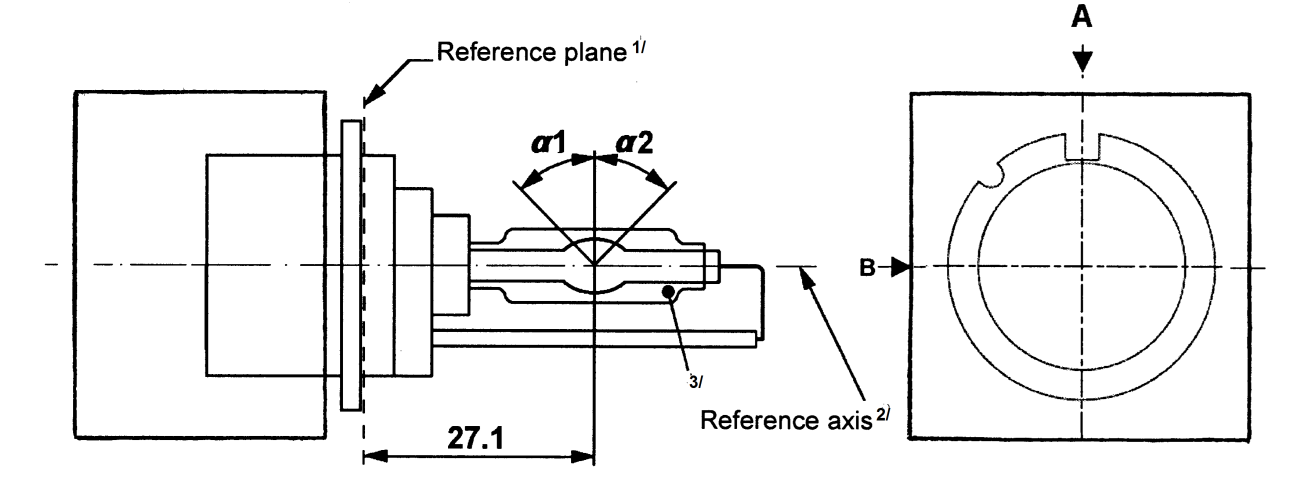 A
Reference plane 1/
α1 α2
B
3/
Reference axis 2/
27.1